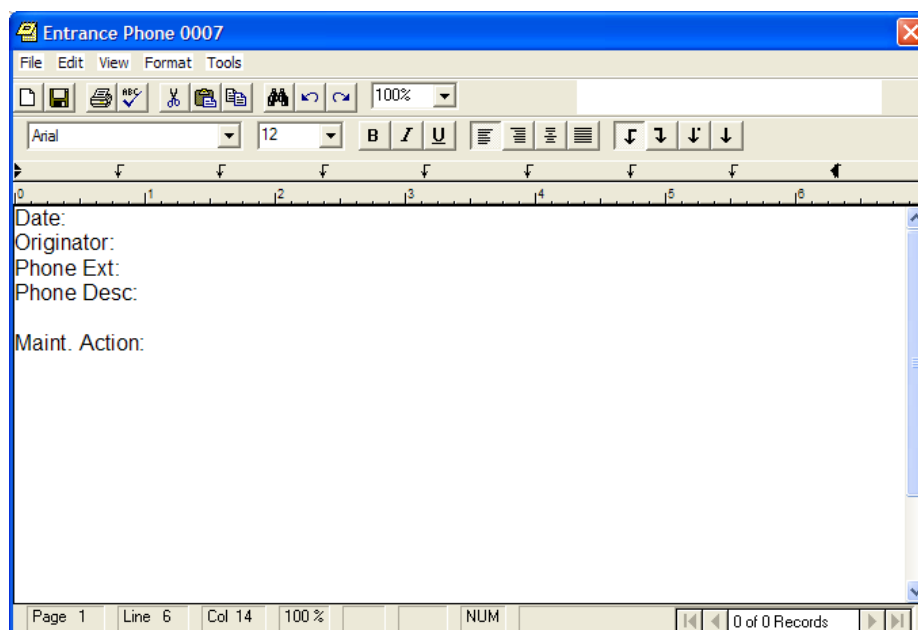 Entrance Phone 0007
File Edit View Format Tools
ABC 100%
Arial 12 B I U
0 1 2 3 4 5 6
Date:
Originator:
Phone Ext:
Phone Desc:
Maint. Action:
Page 1 Line 6 Col 14 100 % NUM 0 of 0 Records